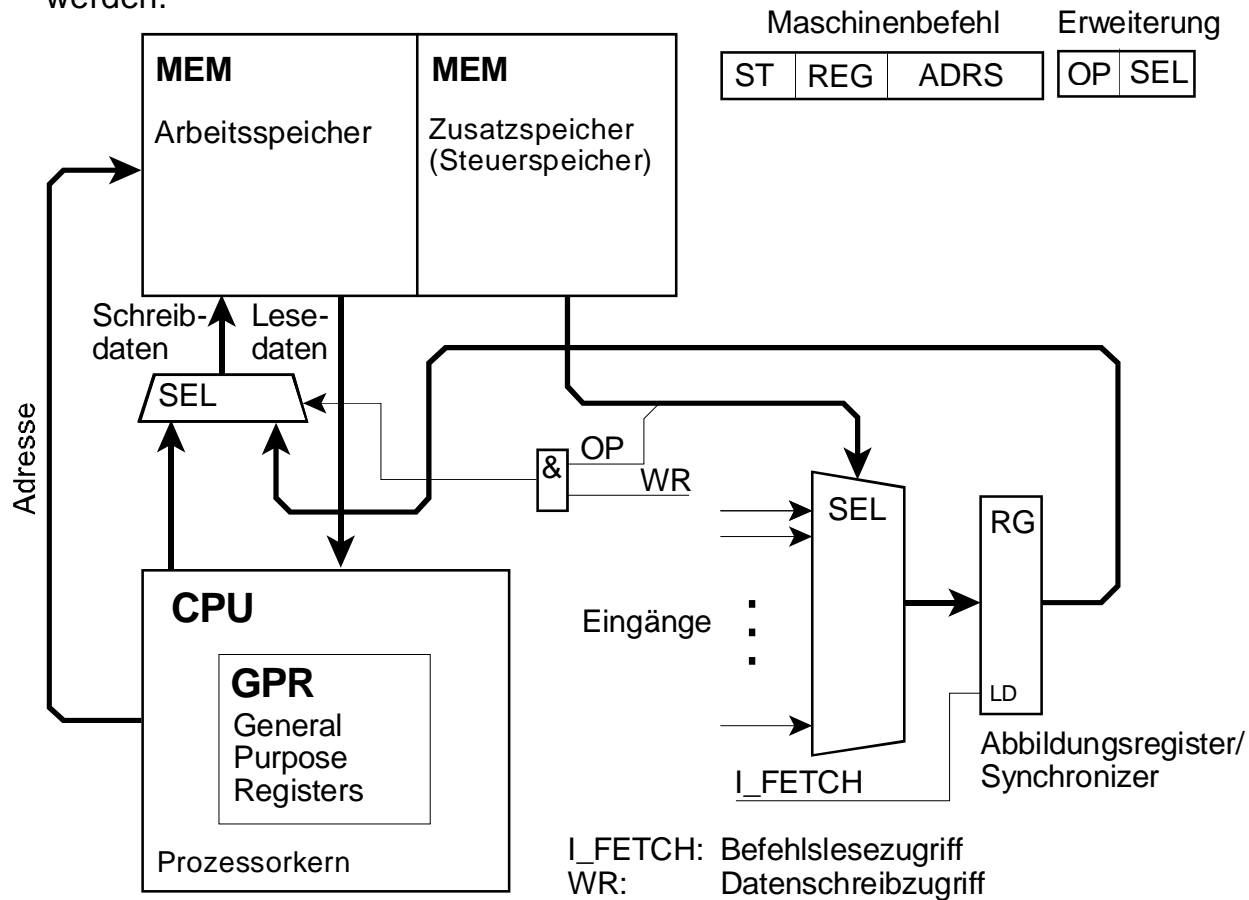 werden.
Maschinenbefehl Erweiterung
ST REG ADRS OP SEL
MEM MEM
Arbeitsspeicher
Zusatzspeicher
(Steuerspeicher)
Schreib-
daten
Lese-
daten
SEL
Adresse
&
OP
WR
SEL
RG
LD
Eingänge
I_FETCH
Abbildungsregister/
Synchronizer
CPU
GPR
General
Purpose
Registers
Prozessorkern
I_FETCH: Befehlslesezugriff
WR: Datenschreibzugriff